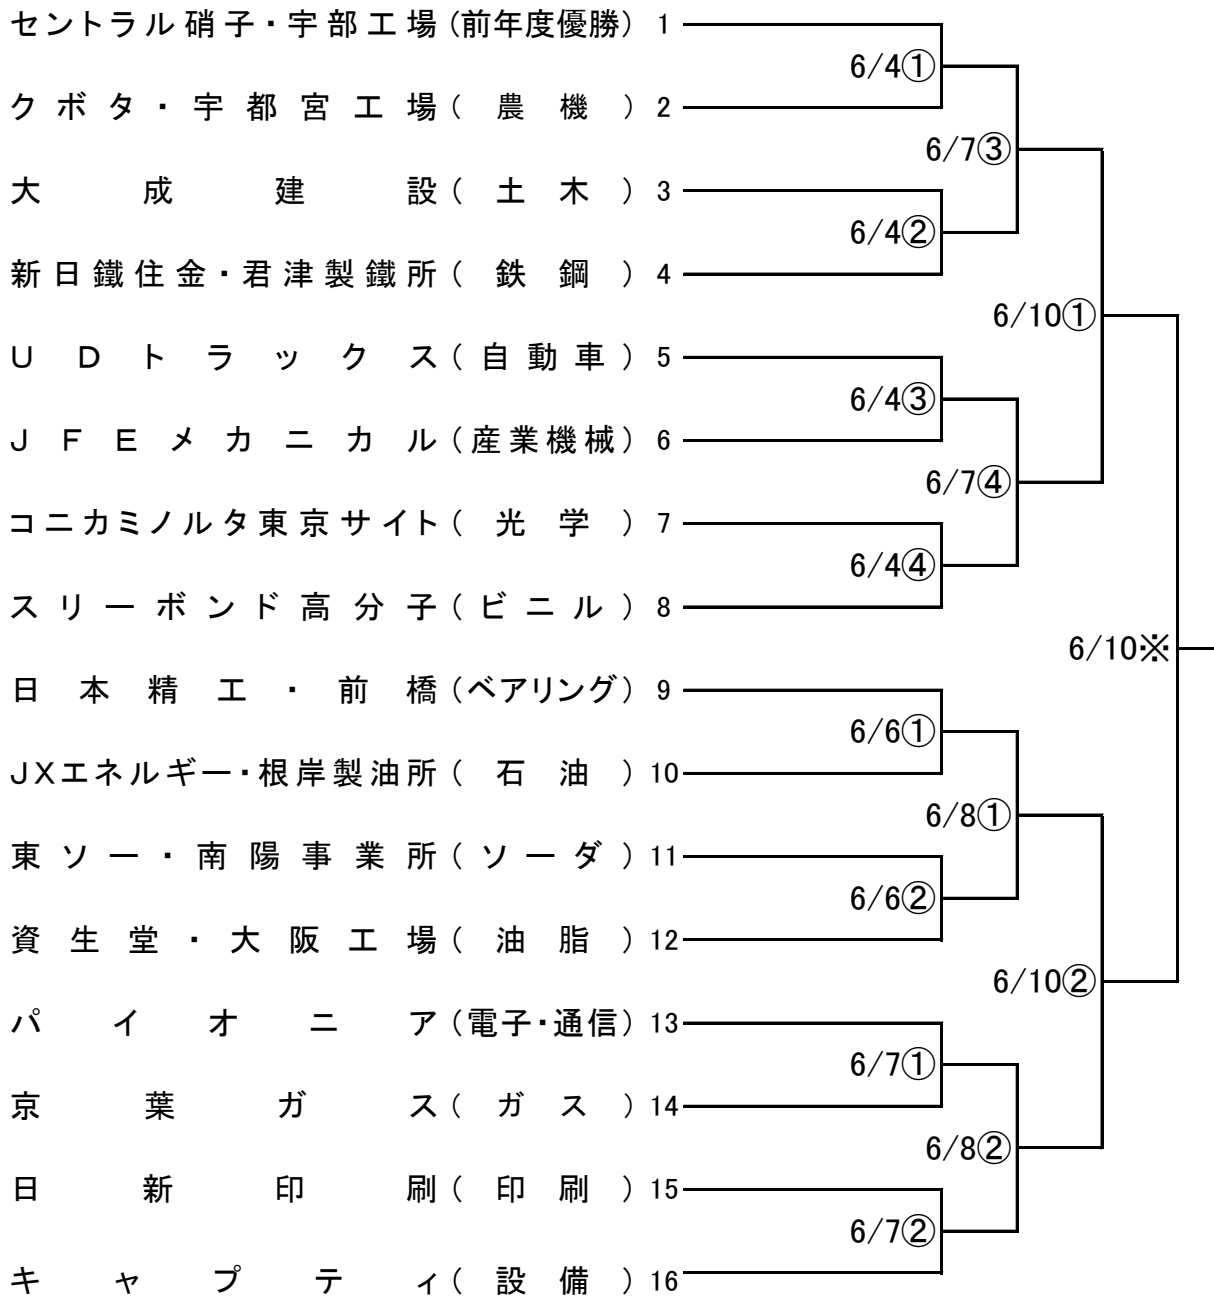 セントラル硝子・宇部工場(前年度優勝) 1
6/4①
クボタ・宇都宮工場(農機) 2
6/7③
大成建設(土木) 3
6/4②
新日鐵住金・君津製鐵所(鉄鋼) 4
6/10①
UDトラックス(自動車) 5
6/4③
JFEメカニカル(産業機械) 6
6/7④
コニカミノルタ東京サイト(光学) 7
6/4④
スリーボンド高分子(ビニル) 8
6/10※
日本精工・前橋(ベアリング) 9
6/6①
JXエネルギー・根岸製油所(石油) 10
6/8①
東ソー・南陽事業所(ソーダ) 11
6/6②
資生堂・大阪工場(油脂) 12
6/10②
パイオニア(電子・通信) 13
6/7①
京葉ガス(ガス) 14
6/8②
日新印刷(印刷) 15
6/7②
キャプティ(設備) 16